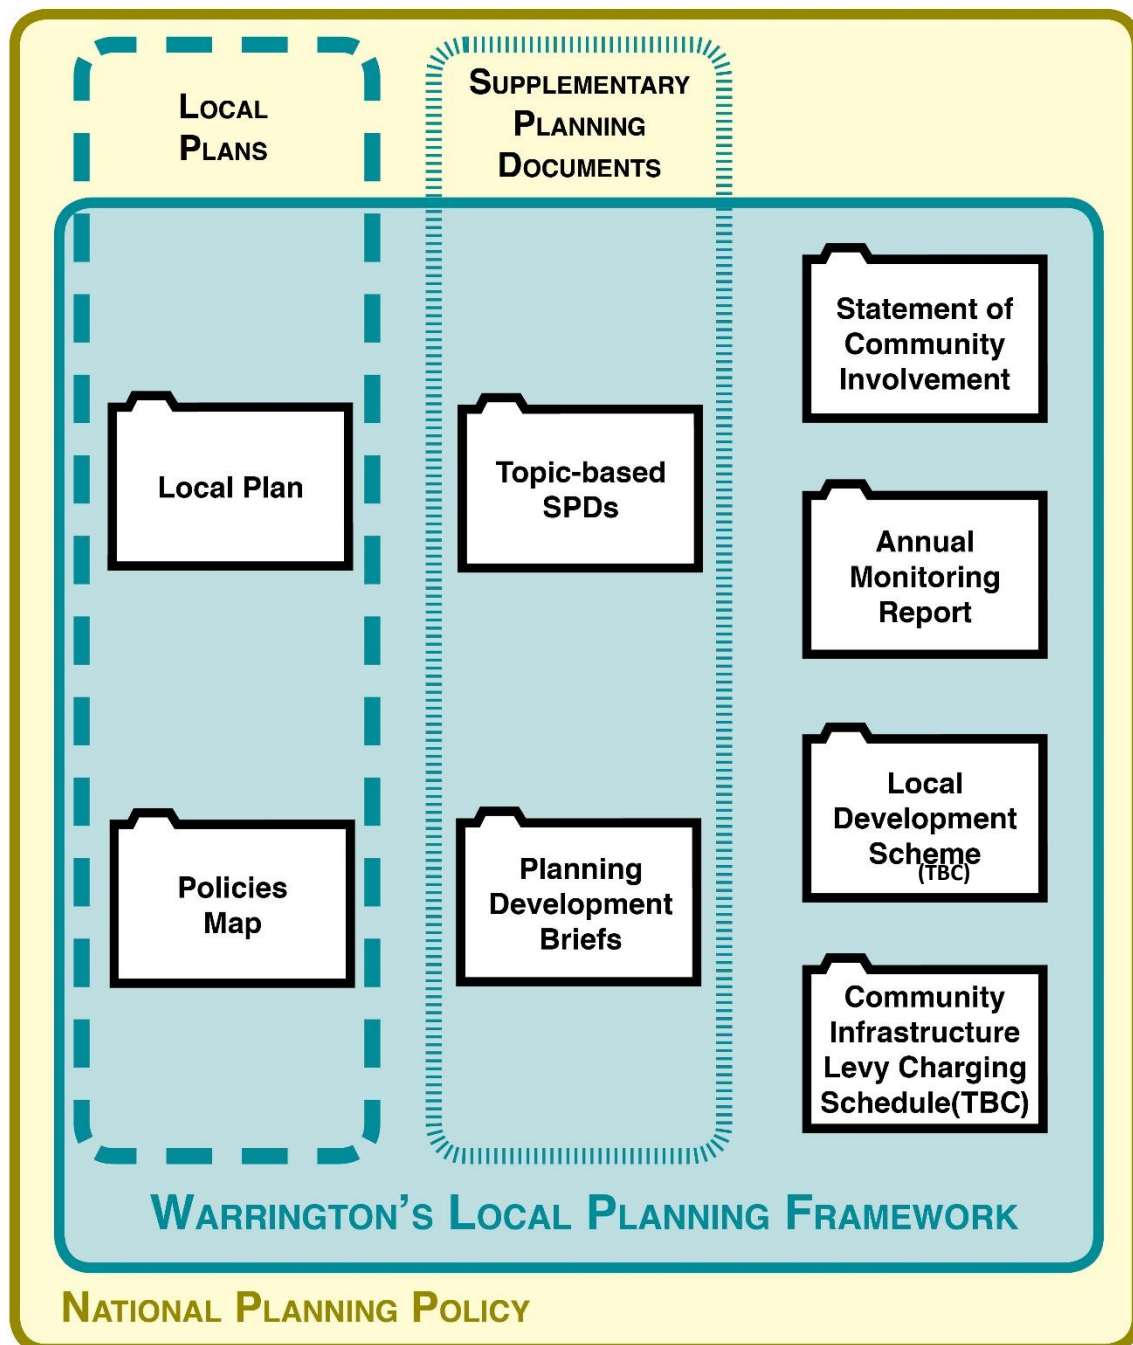 LOCAL
PLANS
SUPPLEMENTARY
PLANNING
DOCUMENTS
Local Plan
Policies
Map
Topic-based
SPDs
Planning
Development
Briefs
Statement of
Community
Involvement
Annual
Monitoring
Report
Local
Development
Scheme
(TBC)
Community
Infrastructure
Levy Charging
Schedule(TBC)
WARRINGTON'S LOCAL PLANNING FRAMEWORK
NATIONAL PLANNING POLICY